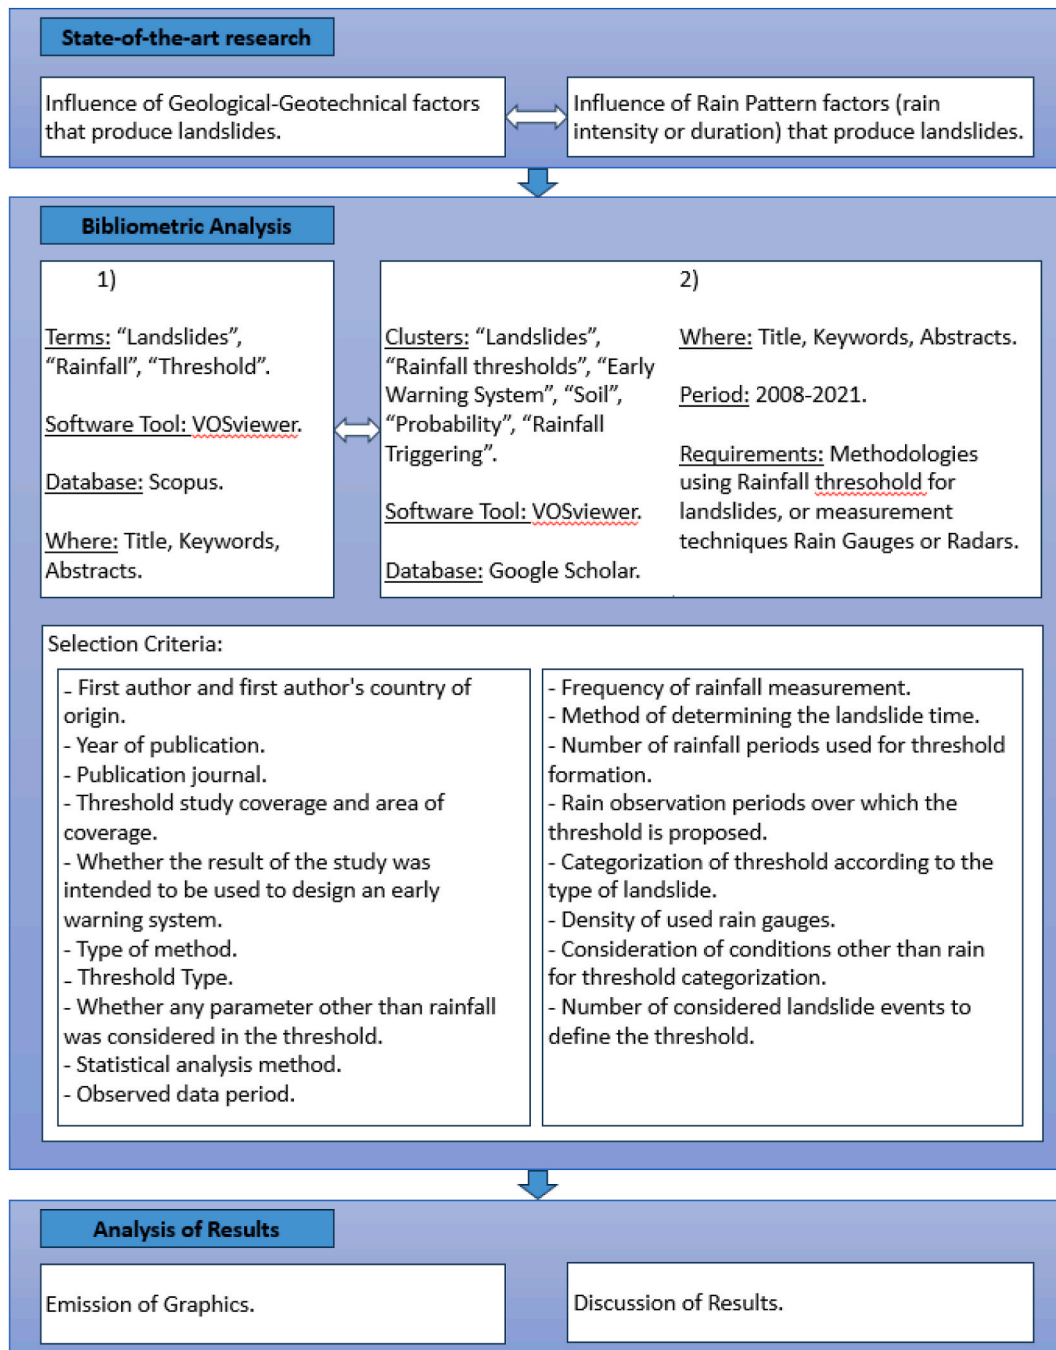 State-of-the-art research
Influence of Geological-Geotechnical factors
that produce landslides.
Influence of Rain Pattern factors (rain
intensity or duration) that produce landslides.
Bibliometric Analysis
1)
Terms: “Landslides”,
“Rainfall”, “Threshold”.
Software Tool: VOSviewer.
Database: Scopus.
Where: Title, Keywords,
Abstracts.
2)
Clusters: “Landslides”,
“Rainfall thresholds”, “Early
Warning System”, “Soil”,
“Probability”, “Rainfall
Triggering”.
Software Tool: VOSviewer.
Database: Google Scholar.
Where: Title, Keywords, Abstracts.
Period: 2008-2021.
Requirements: Methodologies
using Rainfall thresohold for
landslides, or measurement
techniques Rain Gauges or Radars.
Selection Criteria:
- First author and first author's country of
origin.
- Year of publication.
- Publication journal.
- Threshold study coverage and area of
coverage.
- Whether the result of the study was
intended to be used to design an early
warning system.
- Type of method.
- Threshold Type.
- Whether any parameter other than rainfall
was considered in the threshold.
- Statistical analysis method.
- Observed data period.
- Frequency of rainfall measurement.
- Method of determining the landslide time.
- Number of rainfall periods used for threshold
formation.
- Rain observation periods over which the
threshold is proposed.
- Categorization of threshold according to the
type of landslide.
- Density of used rain gauges.
- Consideration of conditions other than rain
for threshold categorization.
- Number of considered landslide events to
define the threshold.
Analysis of Results
Emission of Graphics.
Discussion of Results.